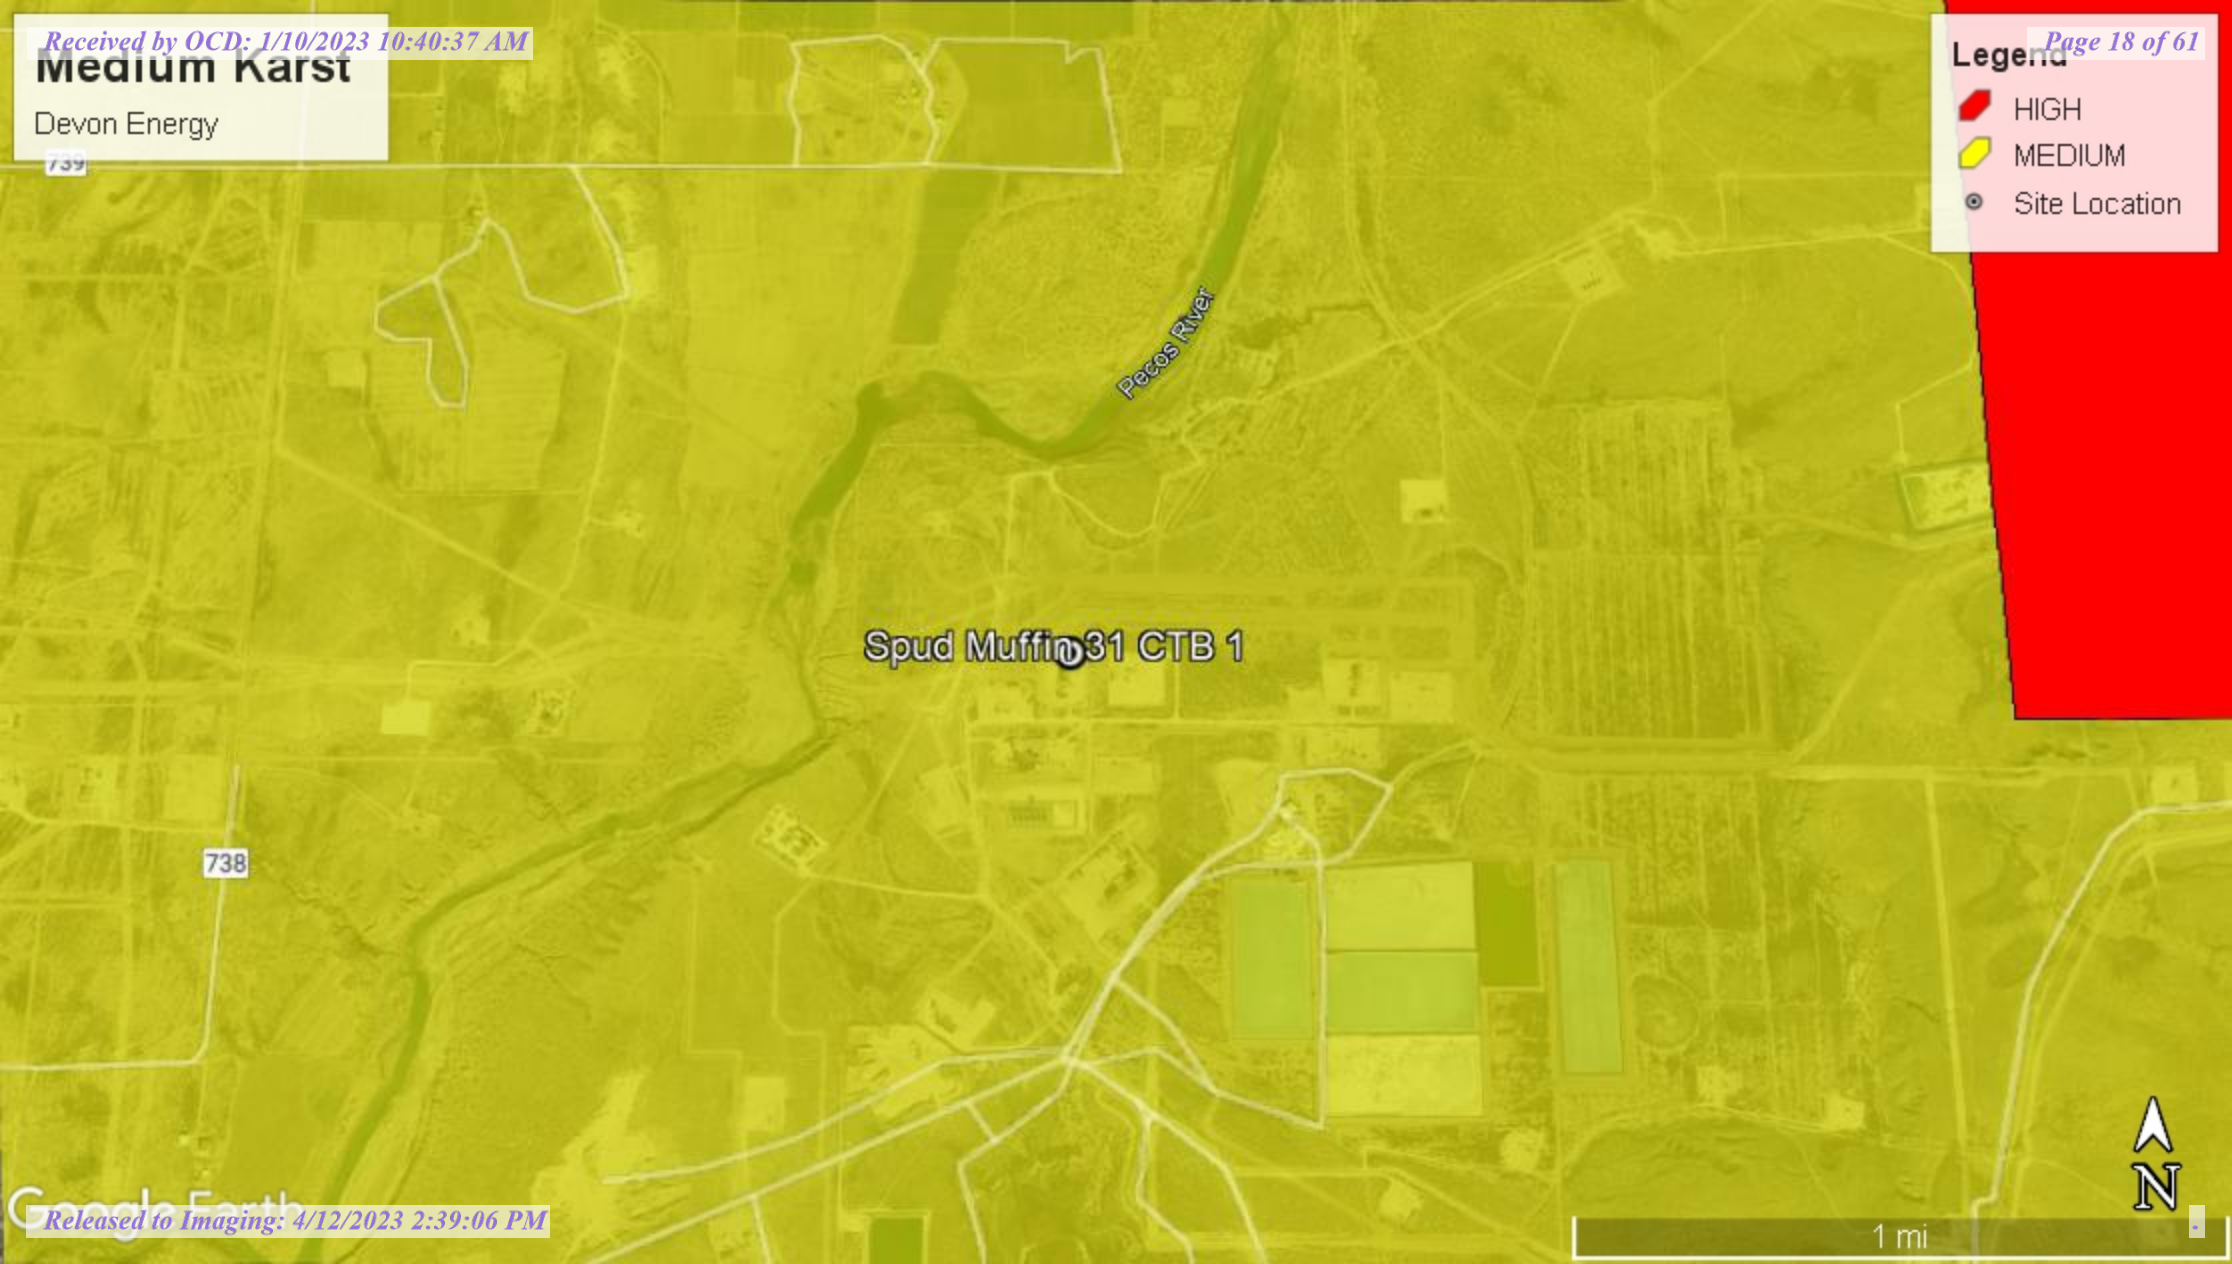 Received by OCD: 1/10/2023 10:40:37 AM
Page 18 of 61
Medium Karst
Devon Energy
Legend
HIGH
MEDIUM
Site Location
739
Pecos River
Spud Muffin 31 CTB 1
738
N
Google Earth
Released to Imaging: 4/12/2023 2:39:06 PM
1 mi
.